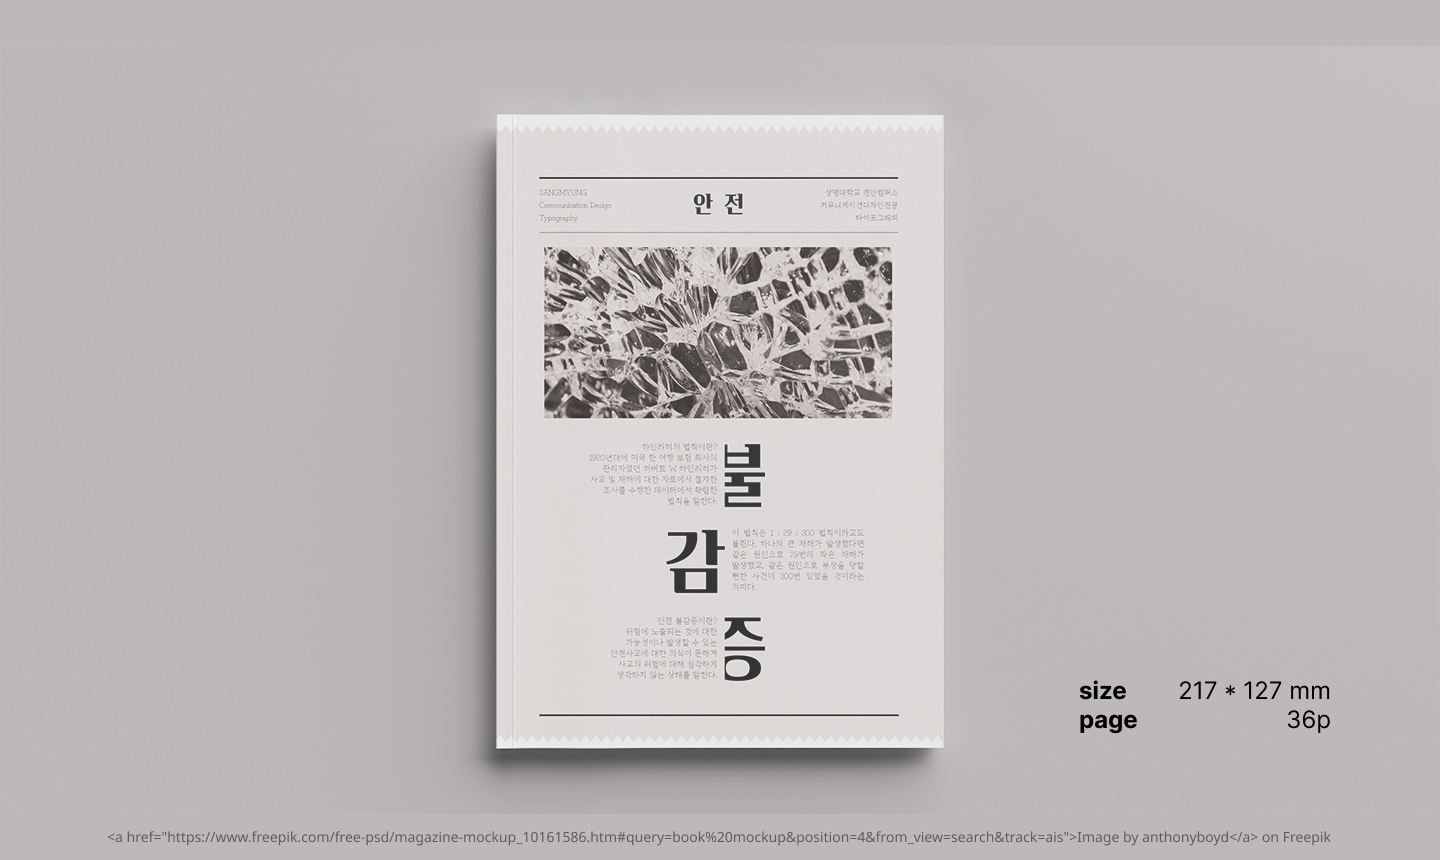 SANGMYUNG
Communication Design
Typography
안 전
상명대학교 천안캠퍼스
커뮤니케이션디자인전공
타이포그래피
하인리히의 법칙이란?
1920년대에 미국 한 여행 보험 회사의
관리자였던 허버트 W. 하인리히가
사고 및 재해에 대한 자료에서 철저한
조사를 수행한 데이터에서 확립한
법칙을 말한다.
불
감
이 법칙은 1 : 29 : 300 법칙이라고도
불린다. 하나의 큰 재해가 발생했다면
같은 원인으로 29번의 작은 재해가
발생했고, 같은 원인으로 부상을 당할
뻔한 사건이 300번 있었을 것이라는
의미다.
안전 불감증이란?
위험에 노출되는 것에 대한
가능성이나 발생할 수 있는
안전사고에 대한 의식이 둔해져
사고의 위험에 대해 심각하게
생각하지 않는 상태를 말한다.
증
size 217 * 127 mm
page 36p
<a href="https://www.freepik.com/free-psd/magazine-mockup_10161586.htm#query=book%20mockup&position=4&from_view=search&track=ais">Image by anthonyboyd</a> on Freepik